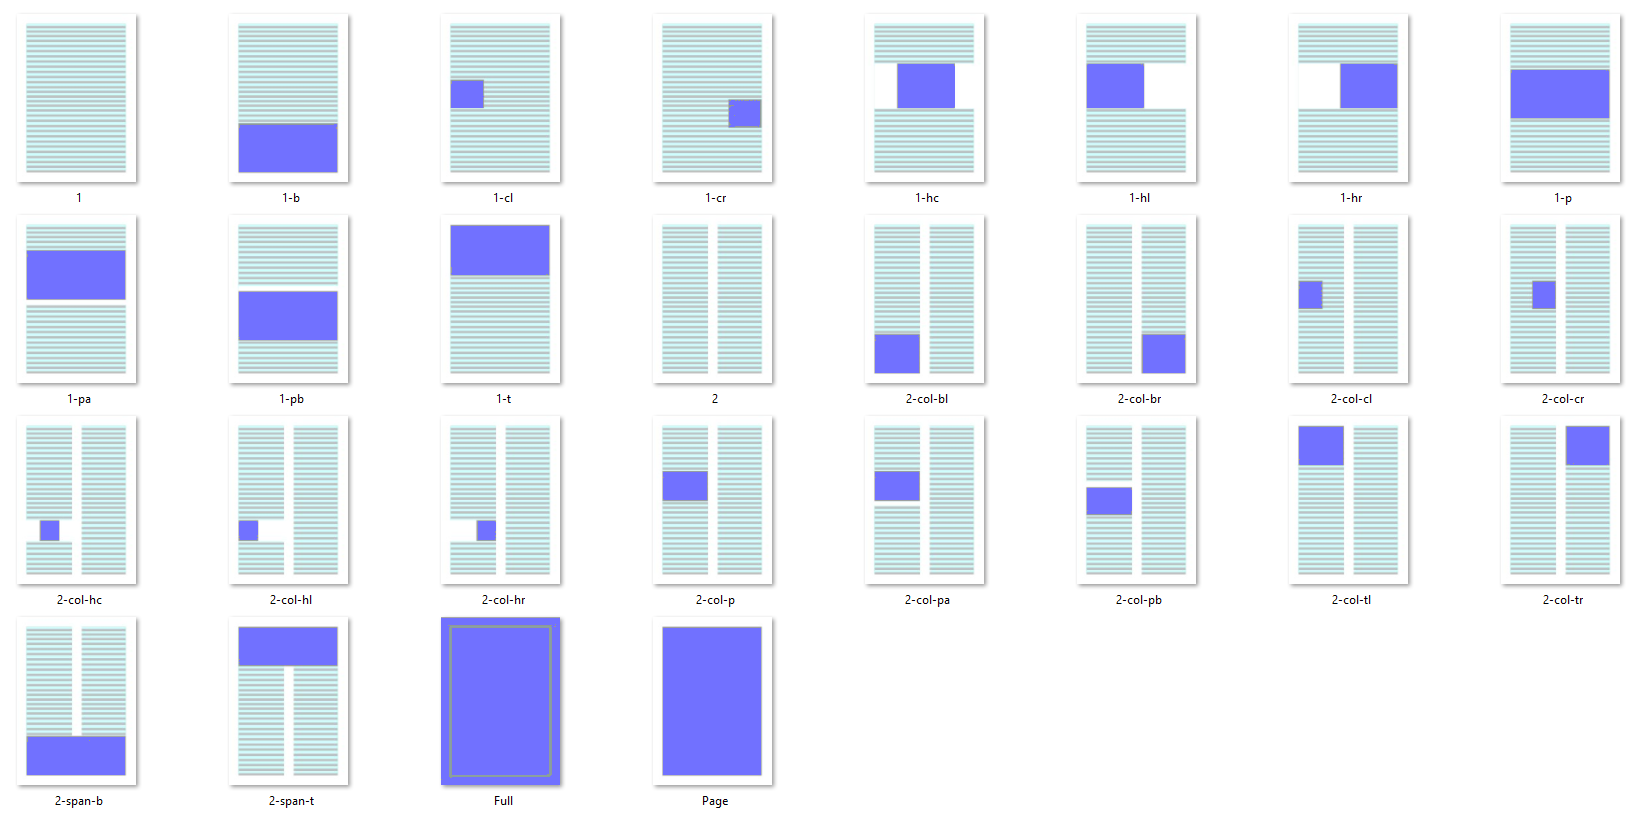 1
1-b
1-cl
1-cr
1-hc
1-hl
1-hr
1-p
1-pa
1-pb
1-t
2
2-col-bl
2-col-br
2-col-cl
2-col-cr
2-col-hc
2-col-hl
2-col-hr
2-col-p
2-col-pa
2-col-pb
2-col-tl
2-col-tr
2-span-b
2-span-t
Full
Page